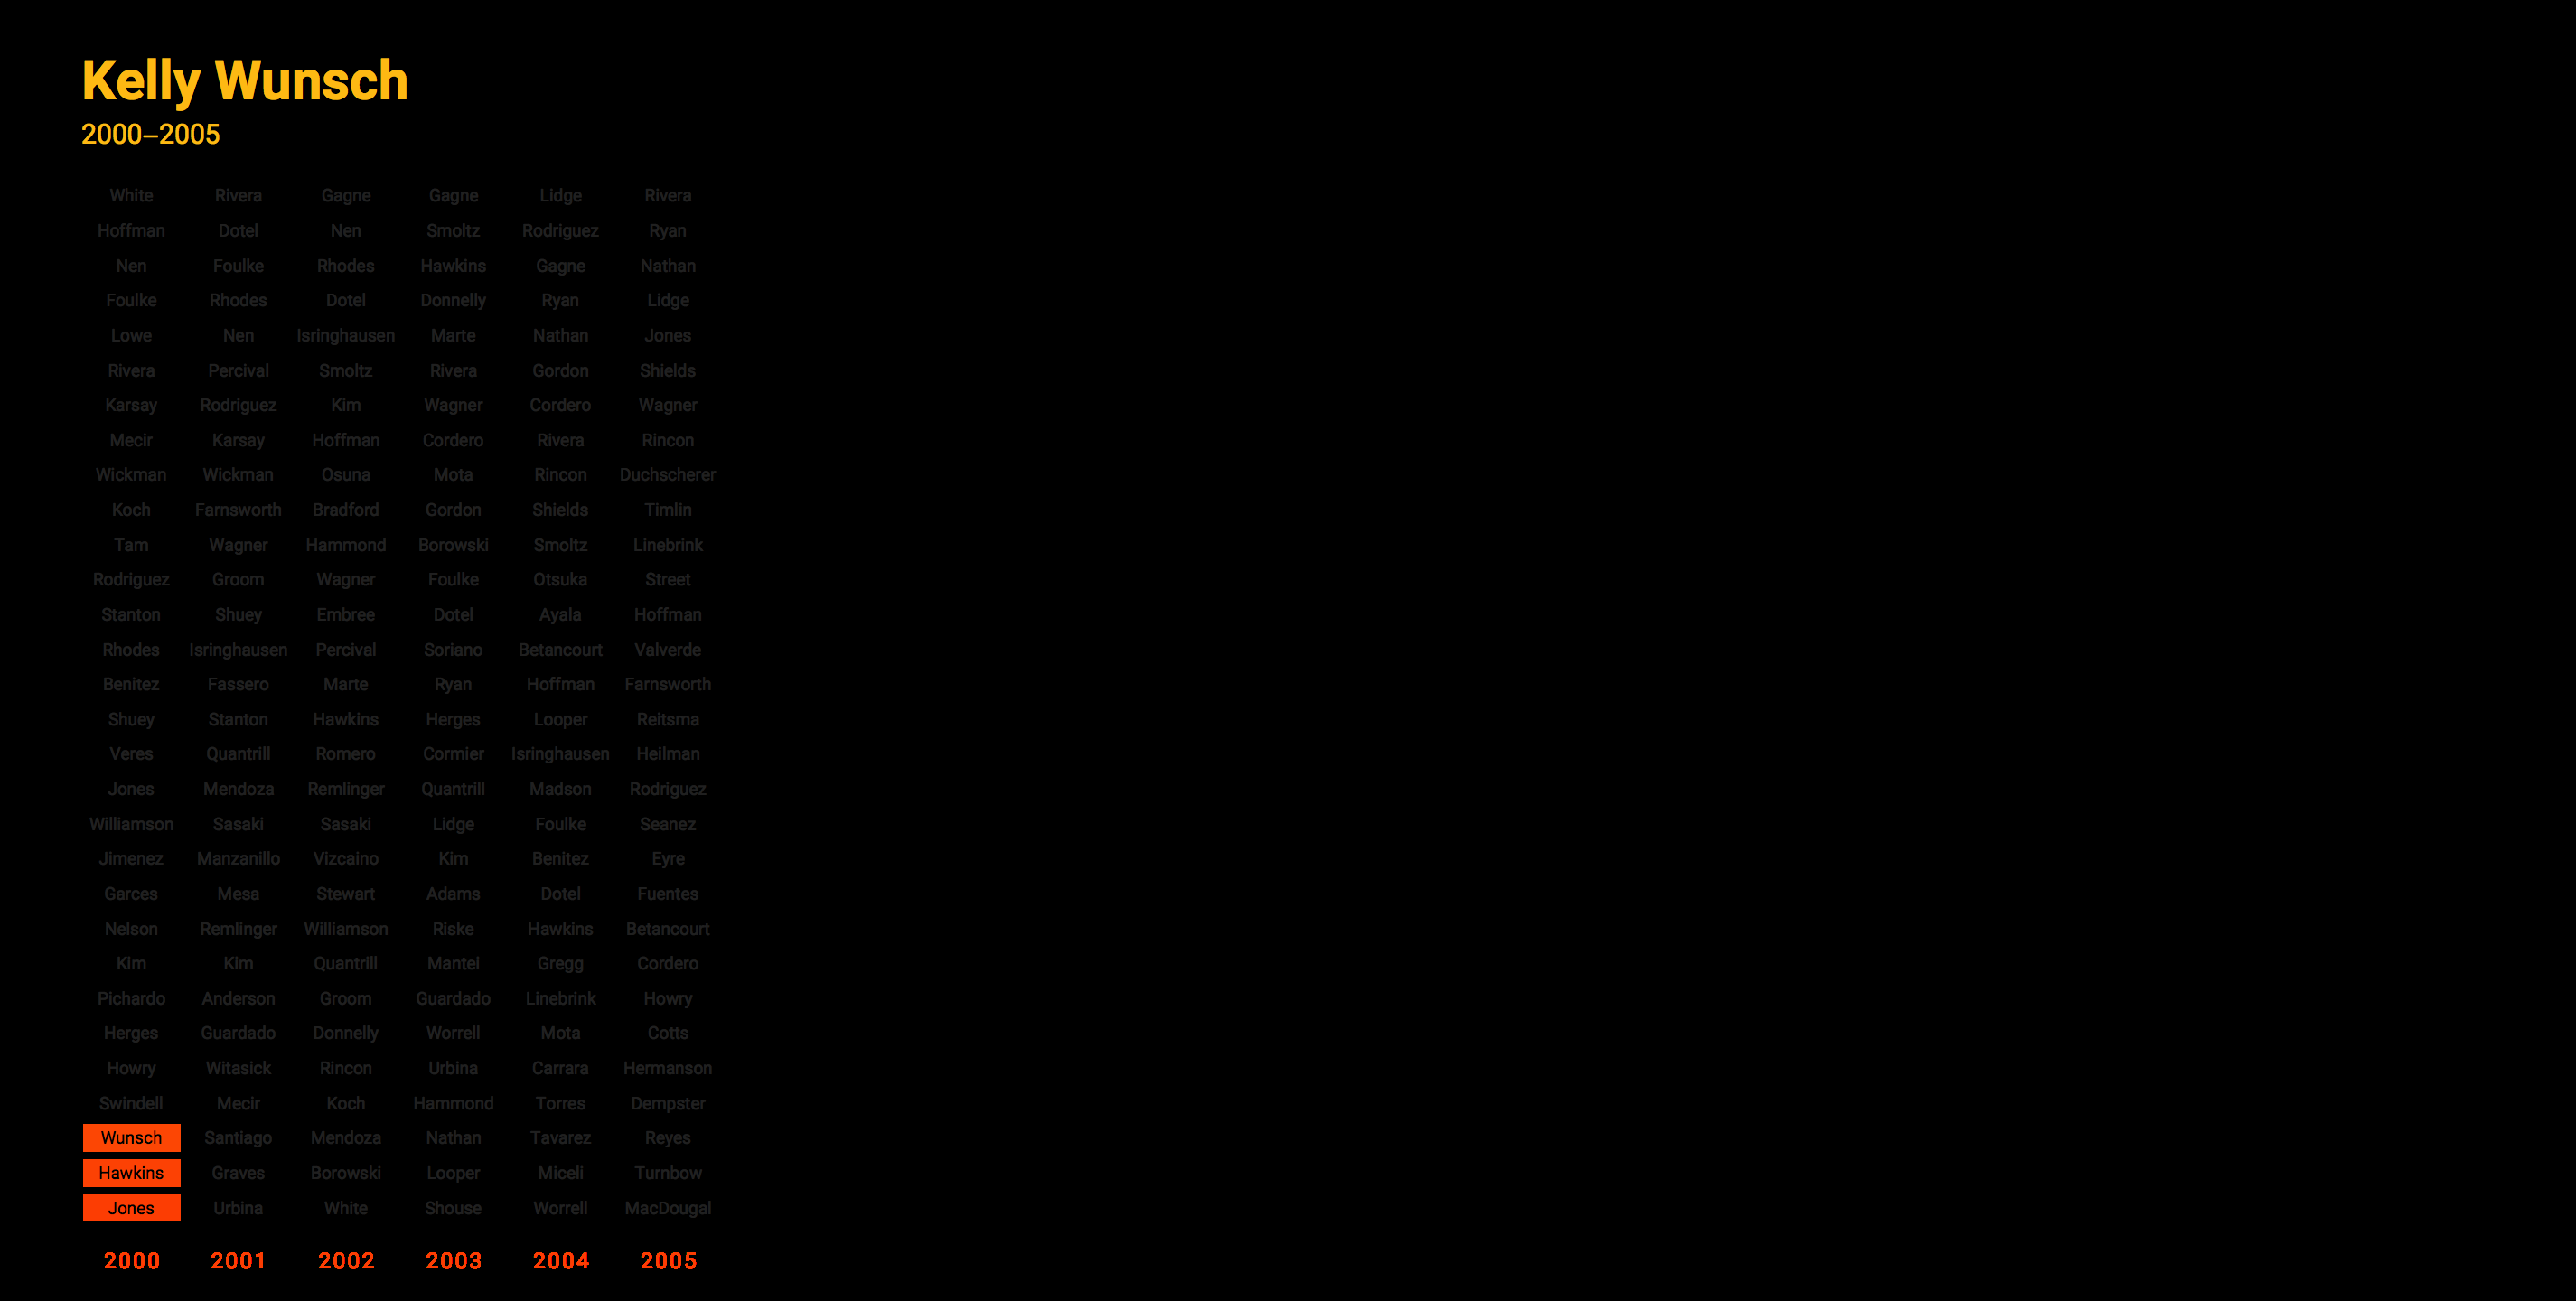 Kelly Wunsch
2000–2005
White Rivera Gagne Gagne Lidge Rivera
Hoffman Dotel Nen Smoltz Rodriguez Ryan
Nen Foulke Rhodes Hawkins Gagne Nathan
Foulke Rhodes Dotel Donnelly Ryan Lidge
Lowe Nen Isringhausen Marte Nathan Jones
Rivera Percival Smoltz Rivera Gordon Shields
Karsay Rodriguez Kim Wagner Cordero Wagner
Mecir Karsay Hoffman Cordero Rivera Rincon
Wickman Wickman Osuna Mota Rincon Duchscherer
Koch Farnsworth Bradford Gordon Shields Timlin
Tam Wagner Hammond Borowski Smoltz Linebrink
Rodriguez Groom Wagner Foulke Otsuka Street
Stanton Shuey Embree Dotel Ayala Hoffman
Rhodes Isringhausen Percival Soriano Betancourt Valverde
Benitez Fassero Marte Ryan Hoffman Farnsworth
Shuey Stanton Hawkins Herges Looper Reitsma
Veres Quantrill Romero Cormier Isringhausen Heilman
Jones Mendoza Remlinger Quantrill Madson Rodriguez
Williamson Sasaki Sasaki Lidge Foulke Seanez
Jimenez Manzanillo Vizcaino Kim Benitez Eyre
Garces Mesa Stewart Adams Dotel Fuentes
Nelson Remlinger Williamson Riske Hawkins Betancourt
Kim Kim Quantrill Mantei Gregg Cordero
Pichardo Anderson Groom Guardado Linebrink Howry
Herges Guardado Donnelly Worrell Mota Cotts
Howry Witasick Rincon Urbina Carrara Hermanson
Swindell Mecir Koch Hammond Torres Dempster
Wunsch Santiago Mendoza Nathan Tavarez Reyes
Hawkins Graves Borowski Looper Miceli Turnbow
Jones Urbina White Shouse Worrell MacDougal
2000 2001 2002 2003 2004 2005